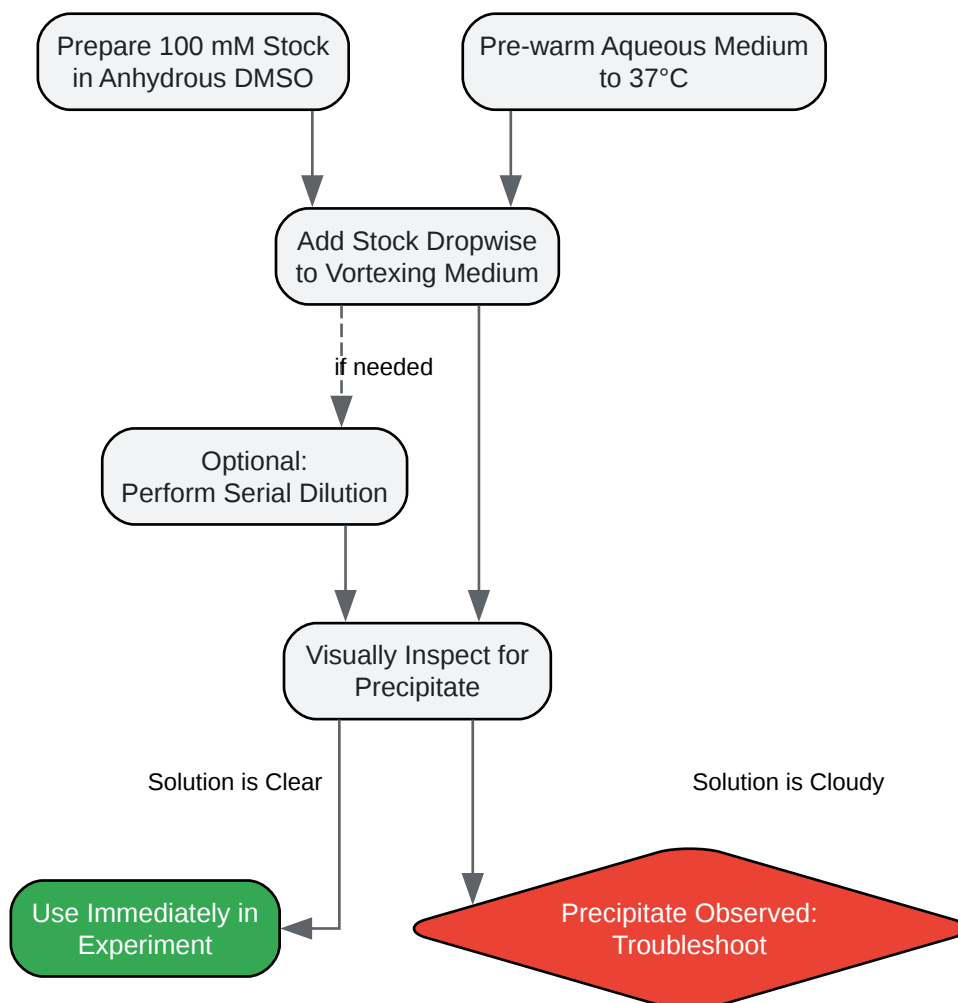 Prepare 100 mM Stock
in Anhydrous DMSO
Pre-warm Aqueous Medium
to 37°C
Add Stock Dropwise
to Vortexing Medium
if needed
Optional:
Perform Serial Dilution
Visually Inspect for
Precipitate
Solution is Clear
Solution is Cloudy
Use Immediately in
Experiment
Precipitate Observed:
Troubleshoot